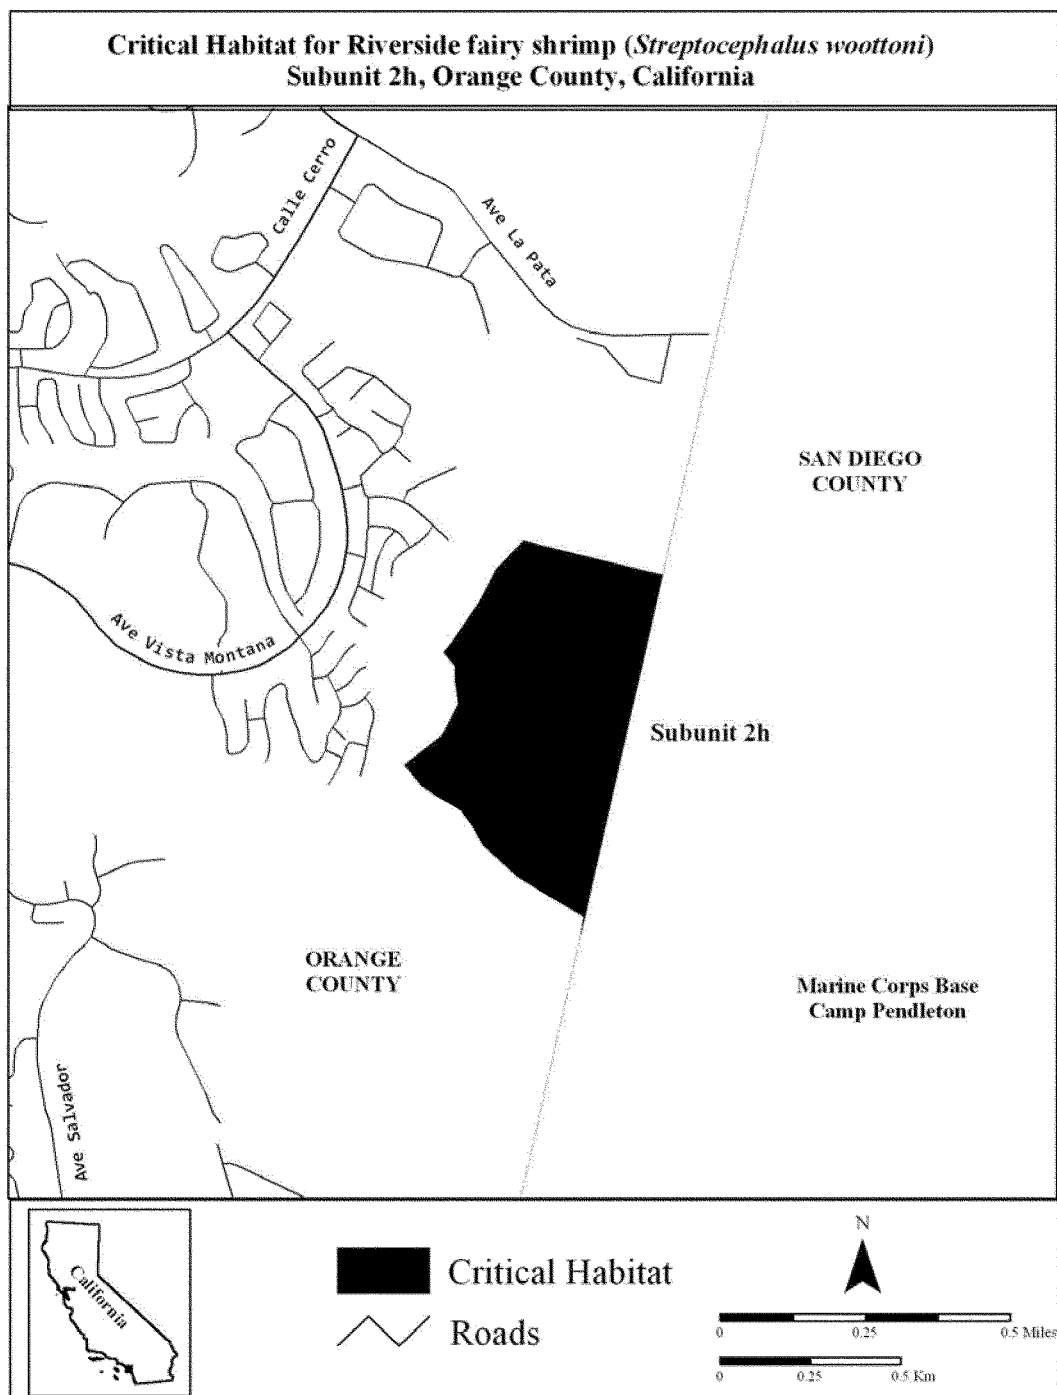 Critical Habitat for Riverside fairy shrimp (Streptocephalus woottoni)
Subunit 2h, Orange County, California
Calle Cerro
Ave La Pata
SAN DIEGO
COUNTY
Ave Vista Montana
Subunit 2h
ORANGE
COUNTY
Marine Corps Base
Camp Pendleton
Ave Salvador
California
Critical Habitat
Roads
N
0 0.25 0.5 Miles
0 0.25 0.5 Km